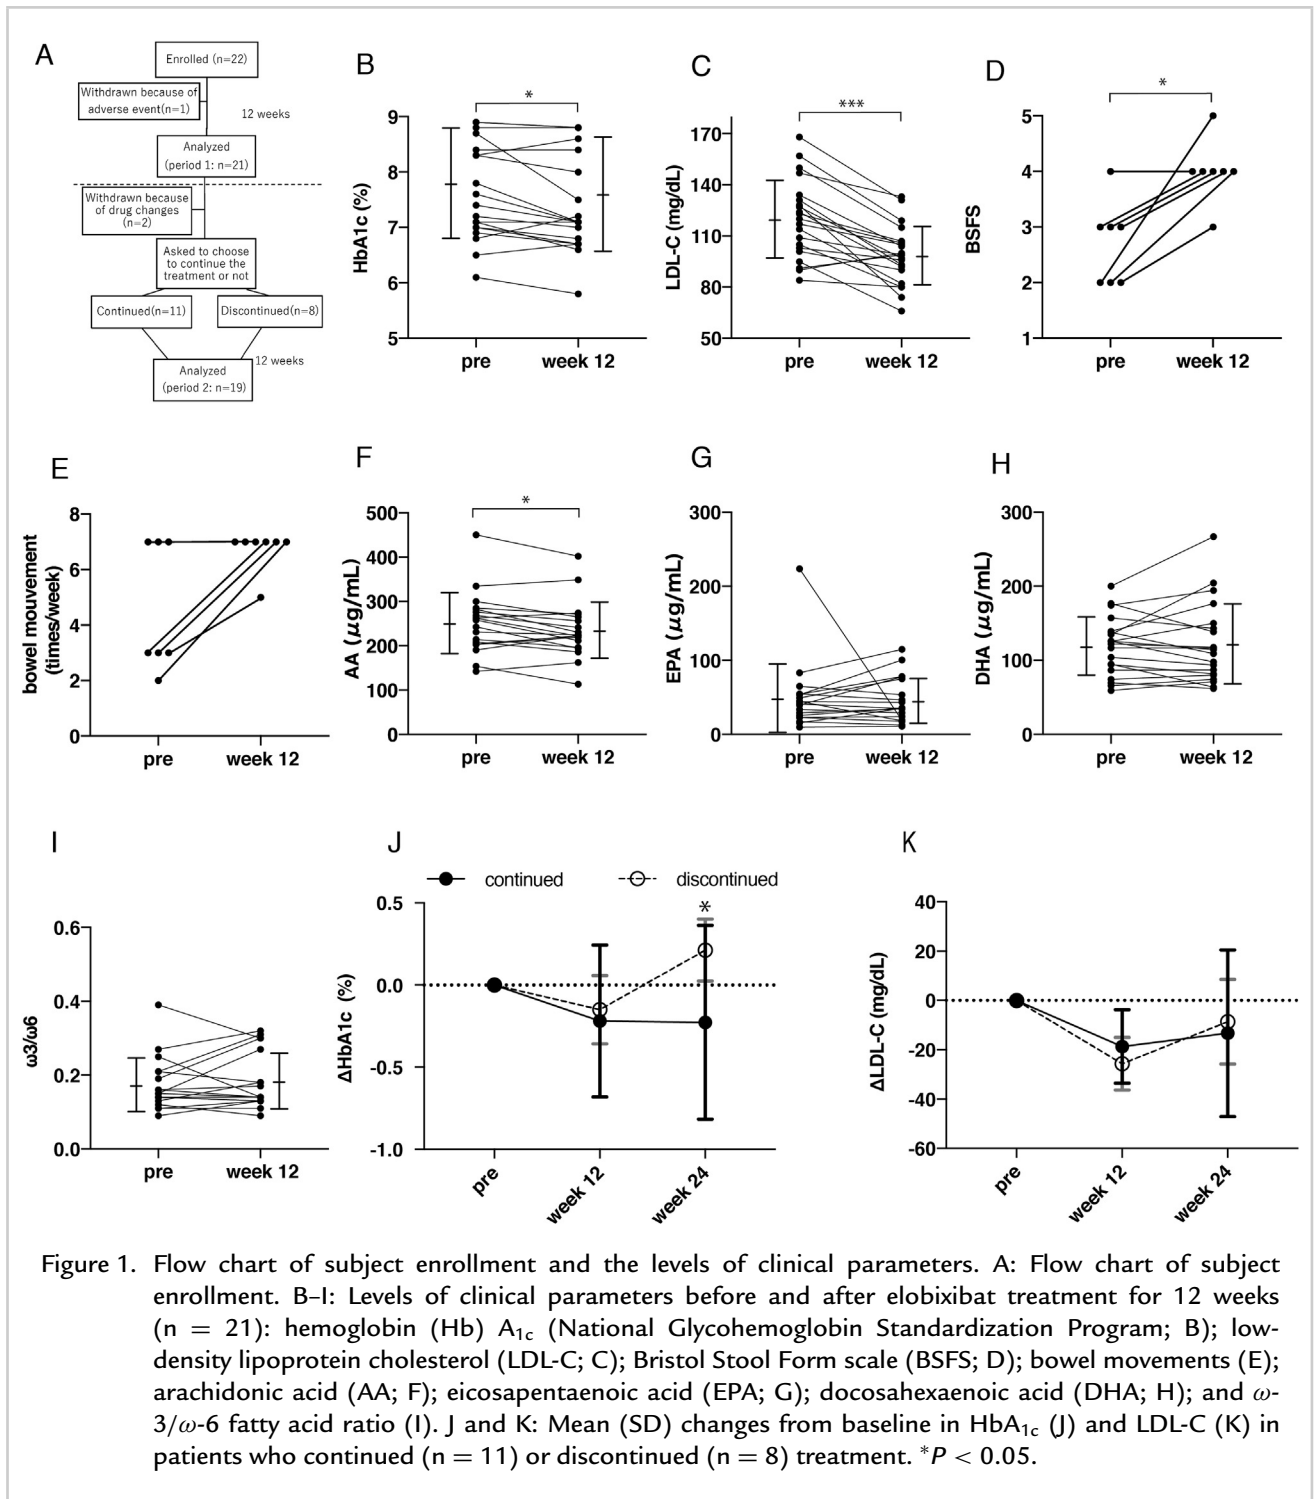 A
Enrolled (n=22)
Withdrawn because of
adverse event(n=1)
12 weeks
Analyzed
(period 1: n=21)
Withdrawn because
of drug changes
(n=2)
Asked to choose
to continue the
treatment or not
Continued(n=11)
Discontinued(n=8)
12 weeks
Analyzed
(period 2: n=19)
B
*
HbA1c (%)
9
8
7
6
5
pre
week 12
C
***
LDL-C (mg/dL)
170
140
110
80
50
pre
week 12
D
*
BSFS
5
4
3
2
1
pre
week 12
E
bowel mouvement
(times/week)
8
6
4
2
0
pre
week 12
F
*
AA (μg/mL)
500
400
300
200
100
0
pre
week 12
G
EPA (μg/mL)
300
200
100
0
pre
week 12
H
DHA (μg/mL)
300
200
100
0
pre
week 12
I
ω3/ω6
0.6
0.4
0.2
0.0
pre
week 12
J
continued
discontinued
*
ΔHbA1c (%)
0.5
0.0
-0.5
-1.0
pre
week 12
week 24
K
ΔLDL-C (mg/dL)
40
20
0
-20
-40
-60
pre
week 12
week 24
Figure 1. Flow chart of subject enrollment and the levels of clinical parameters. A: Flow chart of subject
enrollment. B–I: Levels of clinical parameters before and after elobixibat treatment for 12 weeks
(n = 21): hemoglobin (Hb) A1c (National Glycohemoglobin Standardization Program; B); low-
density lipoprotein cholesterol (LDL-C; C); Bristol Stool Form scale (BSFS; D); bowel movements (E);
arachidonic acid (AA; F); eicosapentaenoic acid (EPA; G); docosahexaenoic acid (DHA; H); and ω-
3/ω-6 fatty acid ratio (I). J and K: Mean (SD) changes from baseline in HbA1c (J) and LDL-C (K) in
patients who continued (n = 11) or discontinued (n = 8) treatment. *P < 0.05.